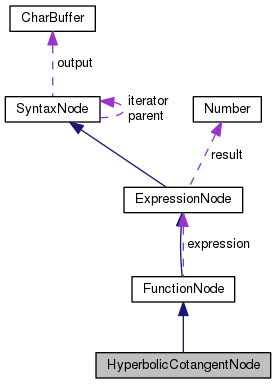 CharBuffer
output
SyntaxNode
iterator
parent
Number
result
ExpressionNode
expression
FunctionNode
HyperbolicCotangentNode